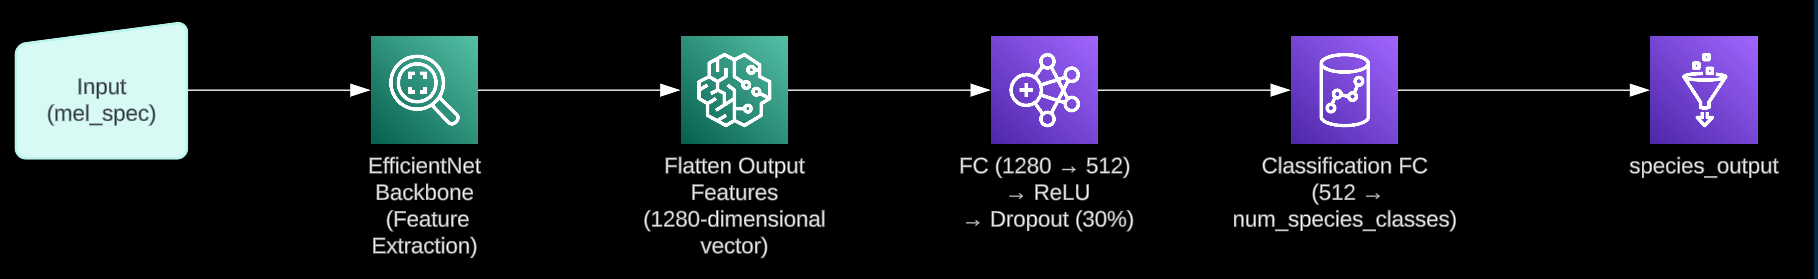 Input
(mel_spec)
EfficientNet
Backbone
(Feature
Extraction)
Flatten Output
Features
(1280-dimensional
vector)
FC (1280 → 512)
→ ReLU
→ Dropout (30%)
Classification FC
(512 →
num_species_classes)
species_output